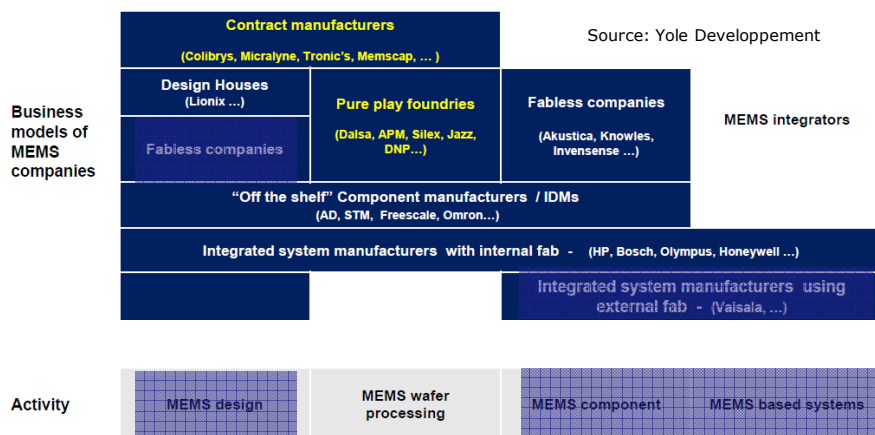 Contract manufacturers
(Colibrys, Micralyne, Tronic's, Memscap, … )
Source: Yole Developpement
Business
models of
MEMS
companies
Design Houses
(Lionix …)
Fabless companies
Pure play foundries
(Dalsa, APM, Silex, Jazz,
DNP…)
Fabless companies
(Akustica, Knowles,
Invensense …)
MEMS integrators
“Off the shelf” Component manufacturers / IDMs
(AD, STM, Freescale, Omron…)
Integrated system manufacturers with internal fab - (HP, Bosch, Olympus, Honeywell …)
Integrated system manufacturers using
external fab - (Vaisala, …)
Activity
MEMS design
MEMS wafer
processing
MEMS component
MEMS based systems